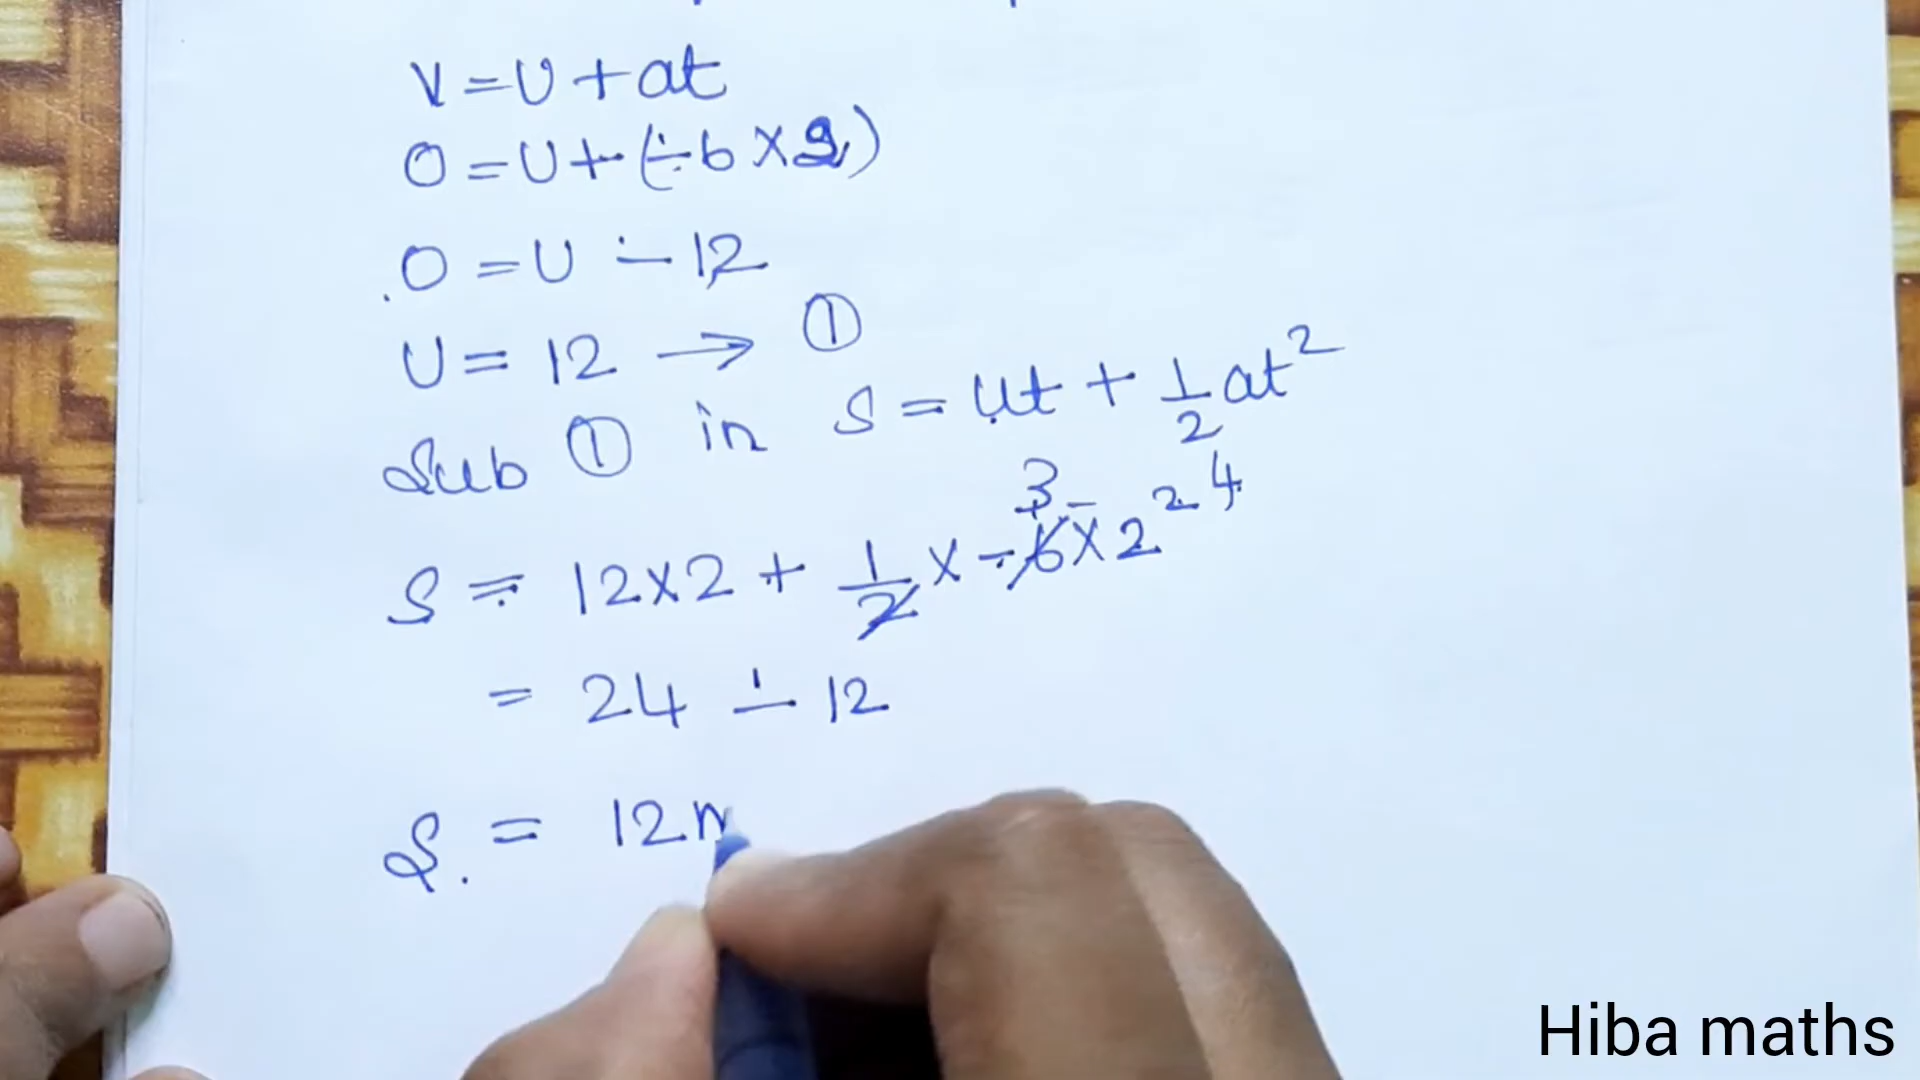 V = U + at
0 = U + (-6 × 2)
0 = U - 12
U = 12 → ①
Sub ① in S = ut + 1/2 at²
S = 12×2 + 1/2 × -6 × 2² 3 4
= 24 - 12
S = 12m
Hiba maths